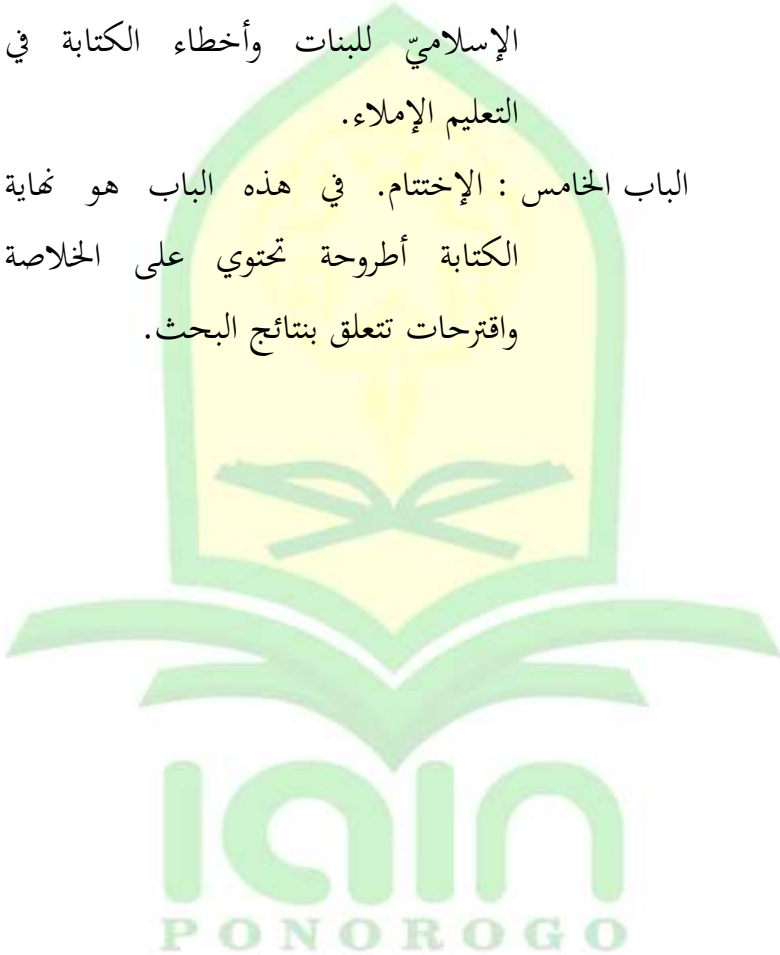 الإسلاميّ للبنات وأخطاء الكتابة في
التعليم الإملاء.
الباب الخامس : الإختتام. في هذه الباب هو نهاية
الكتابة أطروحة تحتوي على الخلاصة
واقترحات تتعلق بنتائج البحث.
IAIN
PONOROGO